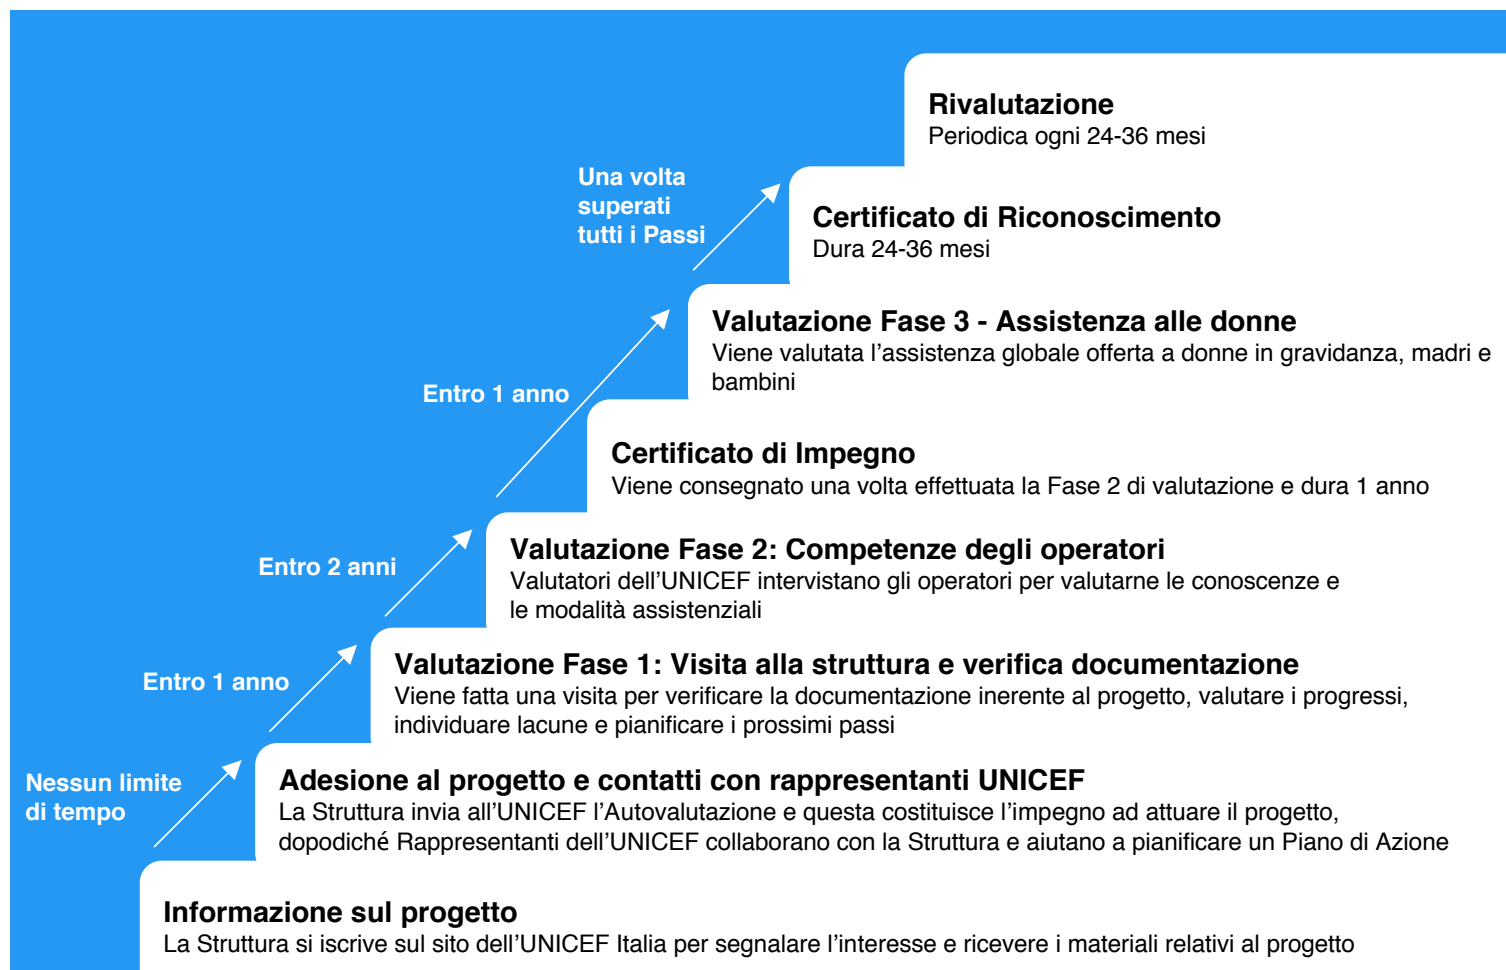 Rivalutazione
Periodica ogni 24-36 mesi
Una volta
superati
tutti i Passi
Certificato di Riconoscimento
Dura 24-36 mesi
Valutazione Fase 3 - Assistenza alle donne
Viene valutata l’assistenza globale offerta a donne in gravidanza, madri e
bambini
Entro 1 anno
Certificato di Impegno
Viene consegnato una volta effettuata la Fase 2 di valutazione e dura 1 anno
Entro 2 anni
Valutazione Fase 2: Competenze degli operatori
Valutatori dell’UNICEF intervistano gli operatori per valutarne le conoscenze e
le modalità assistenziali
Entro 1 anno
Valutazione Fase 1: Visita alla struttura e verifica documentazione
Viene fatta una visita per verificare la documentazione inerente al progetto, valutare i progressi,
individuare lacune e pianificare i prossimi passi
Nessun limite
di tempo
Adesione al progetto e contatti con rappresentanti UNICEF
La Struttura invia all’UNICEF l’Autovalutazione e questa costituisce l’impegno ad attuare il progetto,
dopodiché Rappresentanti dell’UNICEF collaborano con la Struttura e aiutano a pianificare un Piano di Azione
Informazione sul progetto
La Struttura si iscrive sul sito dell’UNICEF Italia per segnalare l’interesse e ricevere i materiali relativi al progetto